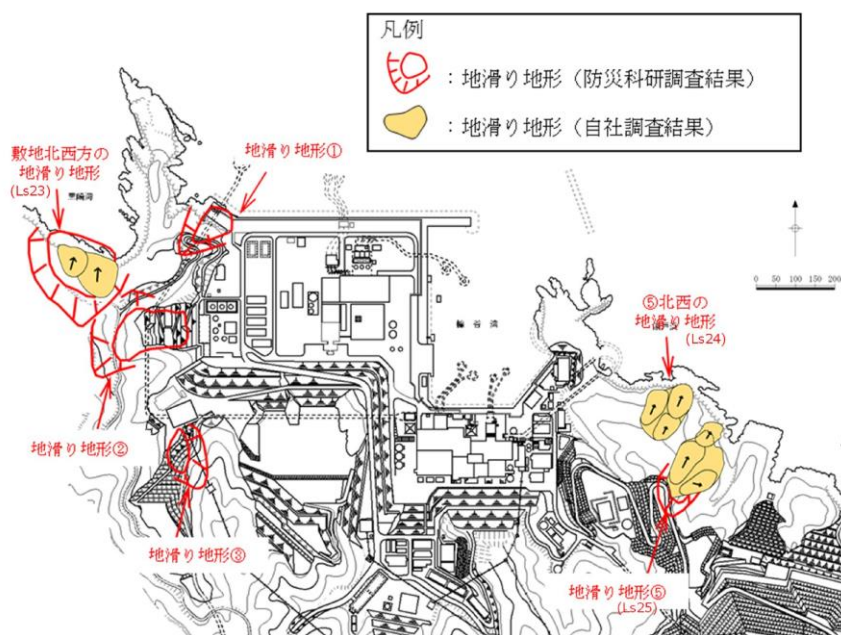 凡例
：地滑り地形（防災科研調査結果）
：地滑り地形（自社調査結果）
敷地北西方の
地滑り地形
(Ls23)
地滑り地形①
0 50 100 150 200
⑤北西の
地滑り地形
(Ls24)
輪谷湾
地滑り地形②
地滑り地形③
地滑り地形⑤
(Ls25)